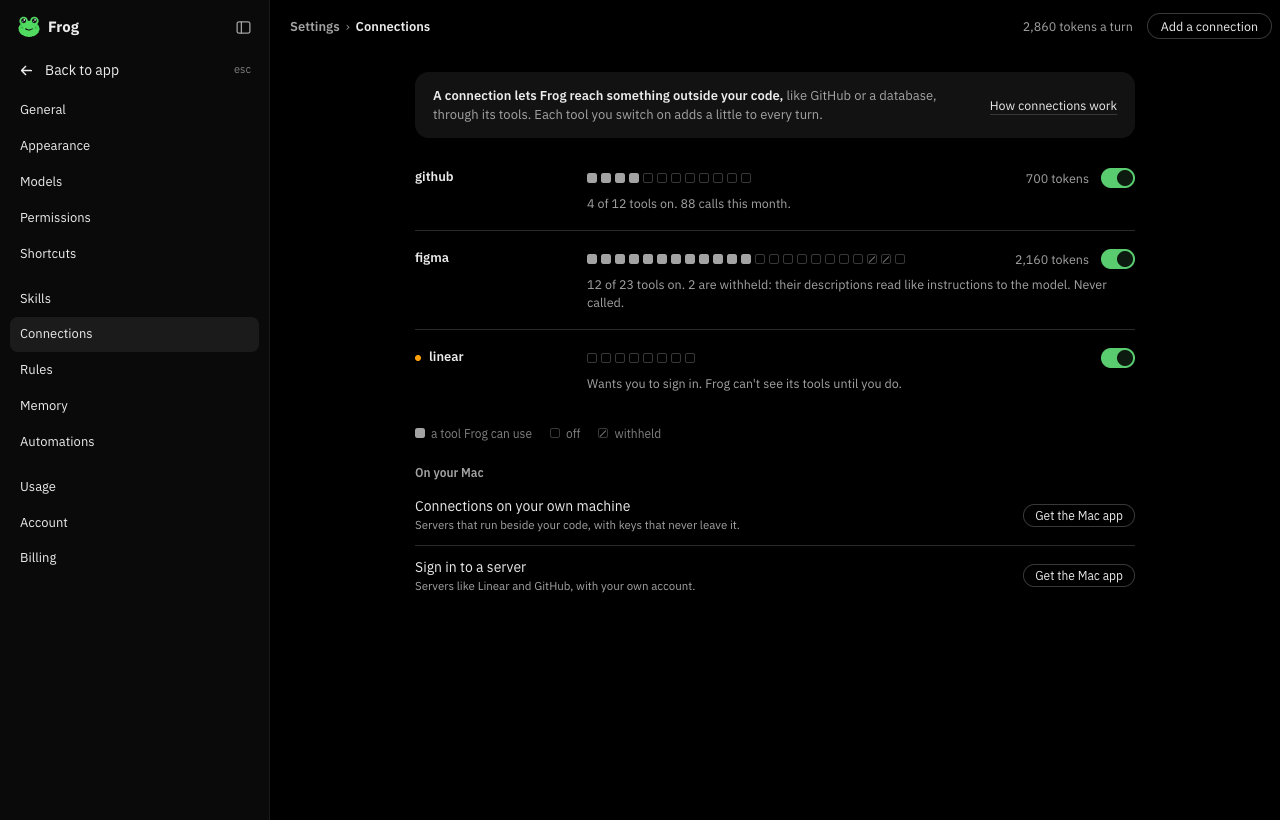 Frog
Back to app
esc
General
Appearance
Models
Permissions
Shortcuts
Skills
Connections
Rules
Memory
Automations
Usage
Account
Billing
Settings › Connections
2,860 tokens a turn
Add a connection
A connection lets Frog reach something outside your code, like GitHub or a database,
through its tools. Each tool you switch on adds a little to every turn.
How connections work
github
700 tokens
4 of 12 tools on. 88 calls this month.
figma
2,160 tokens
12 of 23 tools on. 2 are withheld: their descriptions read like instructions to the model. Never
called.
linear
Wants you to sign in. Frog can't see its tools until you do.
a tool Frog can use
off
withheld
On your Mac
Connections on your own machine
Servers that run beside your code, with keys that never leave it.
Get the Mac app
Sign in to a server
Servers like Linear and GitHub, with your own account.
Get the Mac app